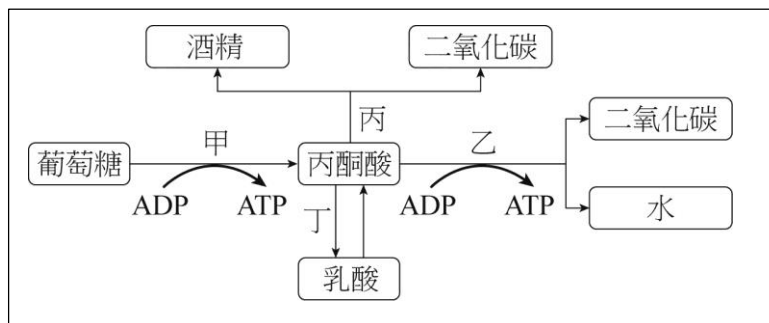 酒精
二氧化碳
丙
二氧化碳
甲
乙
葡萄糖
丙酮酸
ADP
ATP
ADP
ATP
水
丁
乳酸